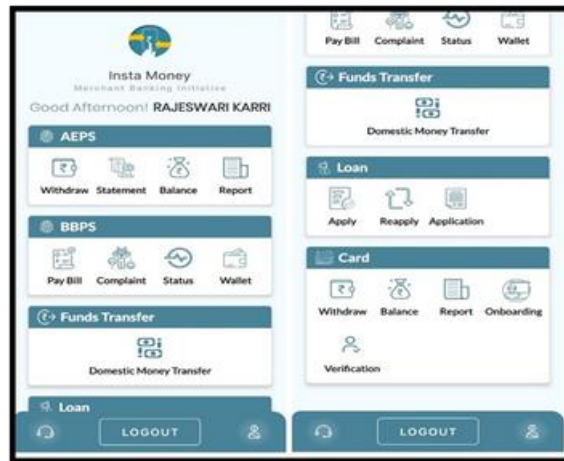 Insta Money
Merchant Banking Initiative
Good Afternoon! RAJESWARI KARRI
AEPS
Withdraw Statement Balance Report
BBPS
Pay Bill Complaint Status Wallet
Funds Transfer
Domestic Money Transfer
Loan
LOGOUT
Pay Bill Complaint Status Wallet
Funds Transfer
Domestic Money Transfer
Loan
Apply Reapply Application
Card
Withdraw Balance Report Onboarding
Verification
LOGOUT